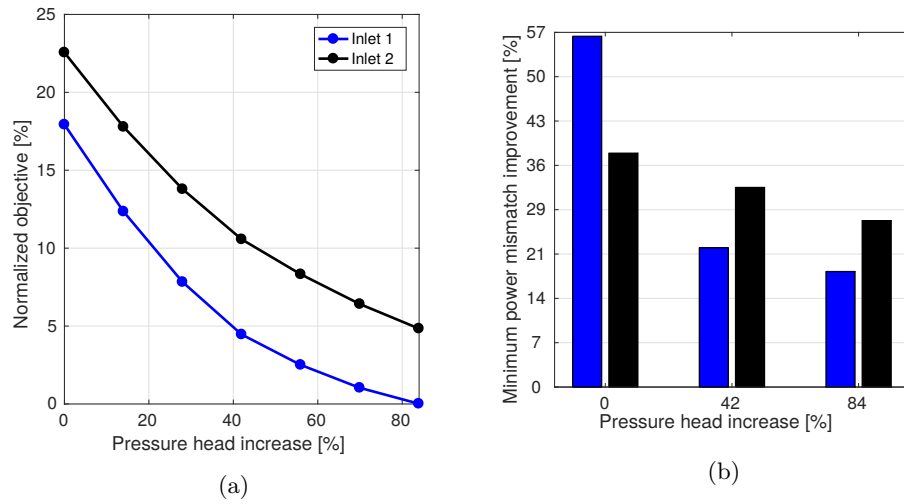 25
20
15
10
5
0
Normalized objective [%]
0 20 40 60 80
Pressure head increase [%]
Inlet 1
Inlet 2
(a)
57
50
43
36
29
21
14
7
0
Minimum power mismatch improvement [%]
0 42 84
Pressure head increase [%]
(b)